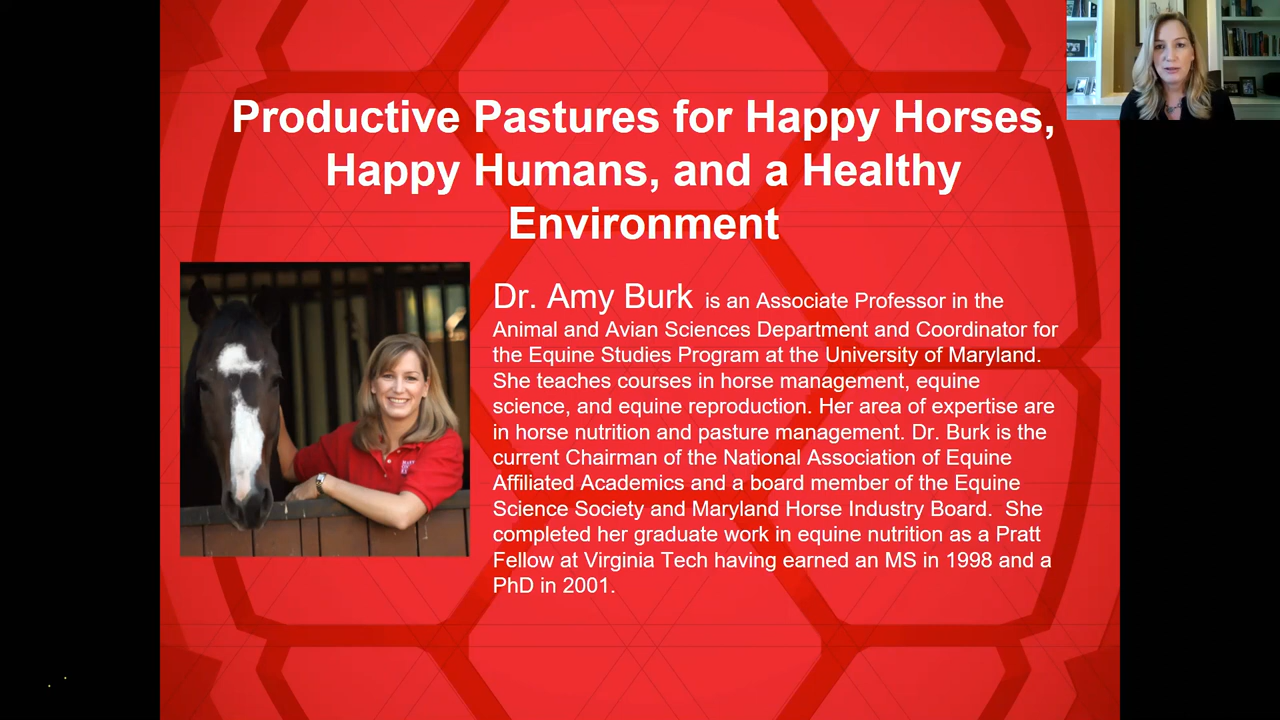 Productive Pastures for Happy Horses,
Happy Humans, and a Healthy
Environment
Dr. Amy Burk is an Associate Professor in the
Animal and Avian Sciences Department and Coordinator for
the Equine Studies Program at the University of Maryland.
She teaches courses in horse management, equine
science, and equine reproduction. Her area of expertise are
in horse nutrition and pasture management. Dr. Burk is the
current Chairman of the National Association of Equine
Affiliated Academics and a board member of the Equine
Science Society and Maryland Horse Industry Board.  She
completed her graduate work in equine nutrition as a Pratt
Fellow at Virginia Tech having earned an MS in 1998 and a
PhD in 2001.